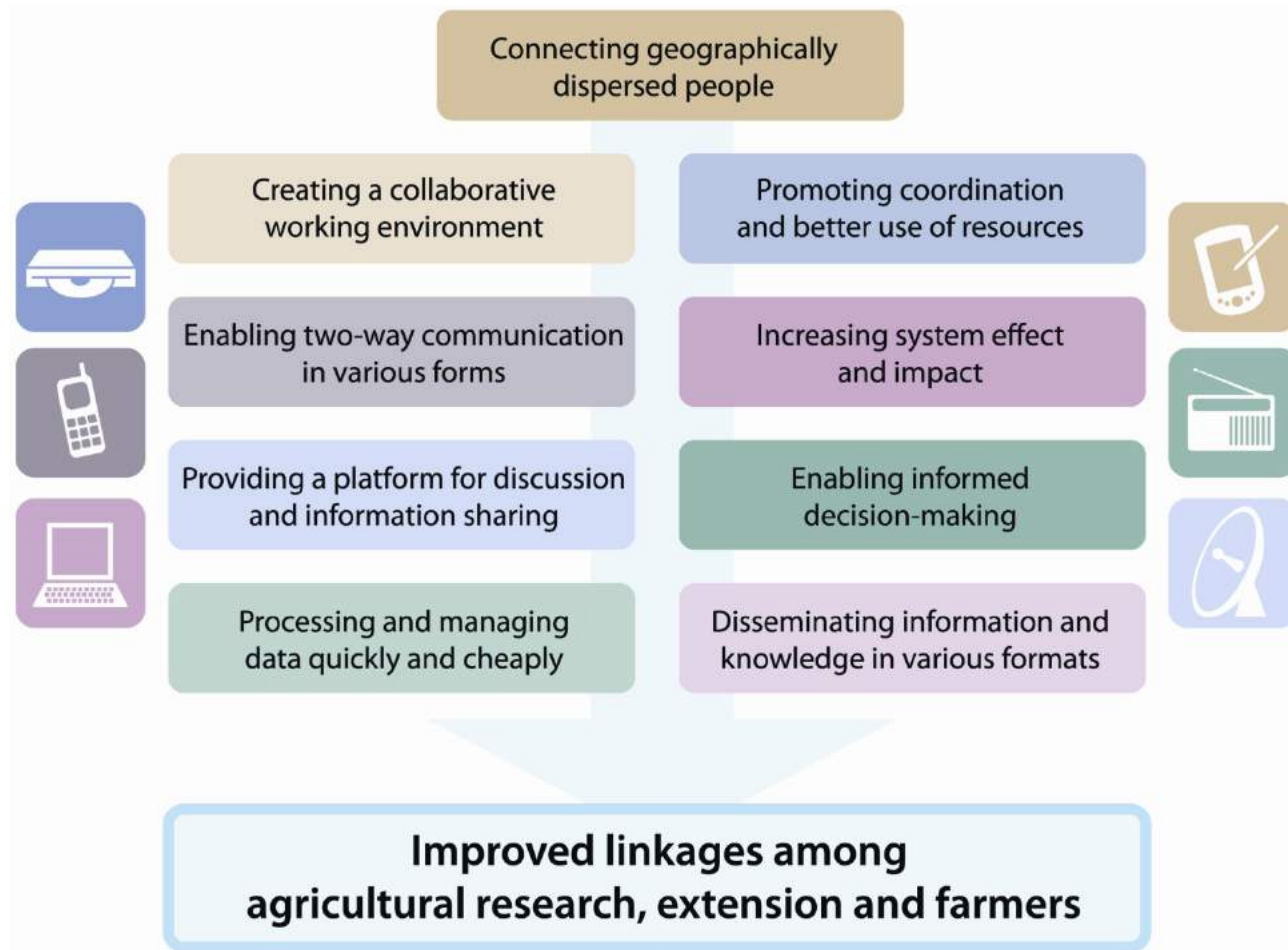 Connecting geographically
dispersed people
Creating a collaborative
working environment
Promoting coordination
and better use of resources
Enabling two-way communication
in various forms
Increasing system effect
and impact
Providing a platform for discussion
and information sharing
Enabling informed
decision-making
Processing and managing
data quickly and cheaply
Disseminating information and
knowledge in various formats
Improved linkages among
agricultural research, extension and farmers